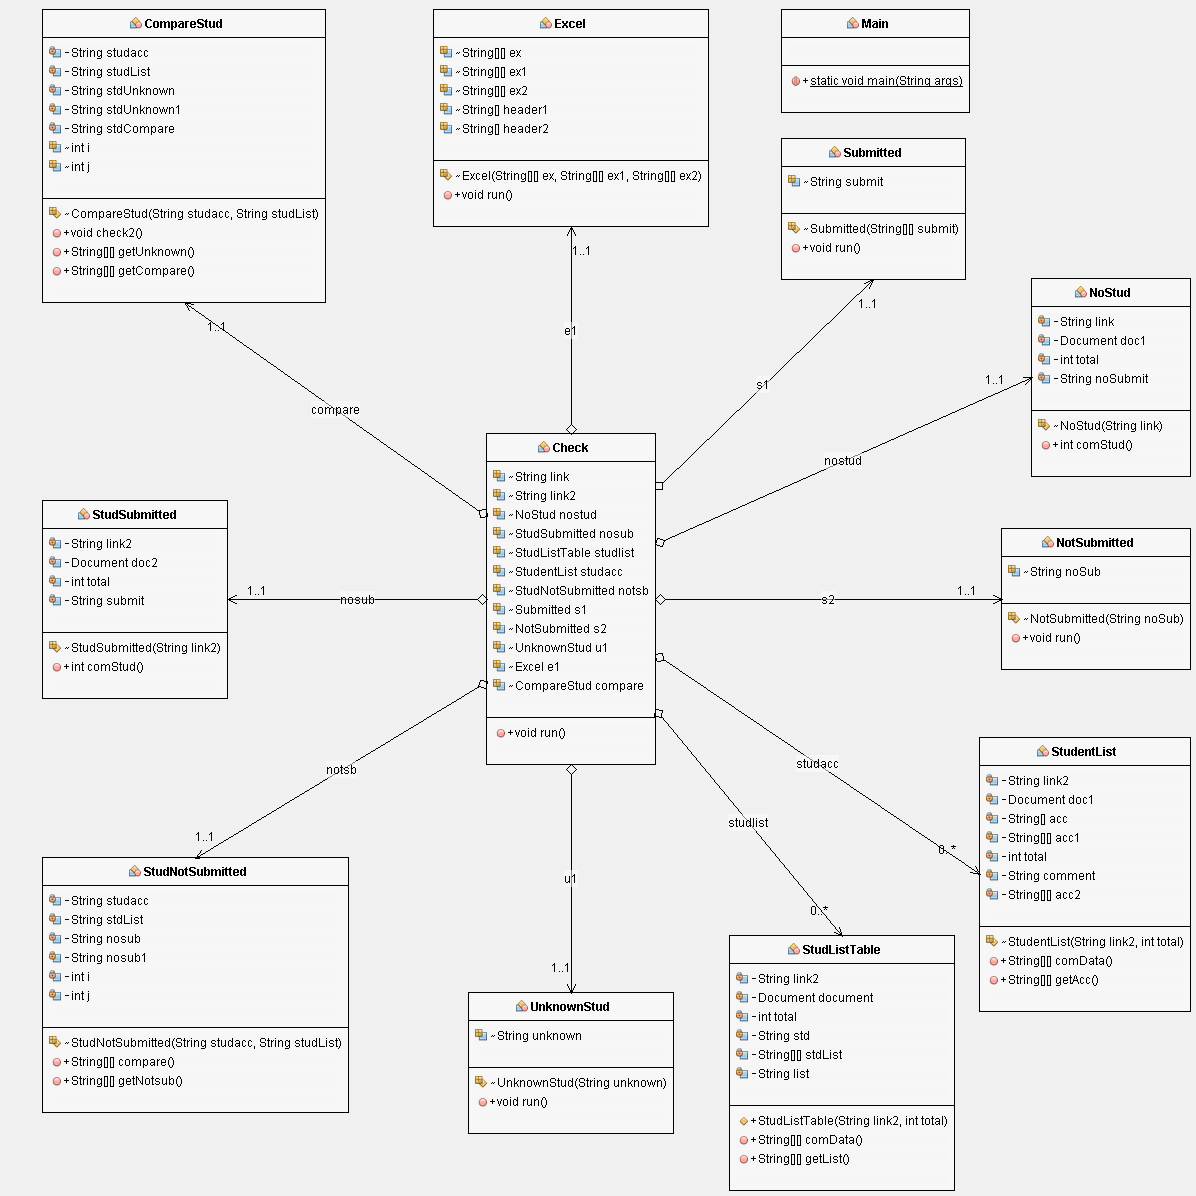 CompareStud
-String studacc
-String studList
-String stdUnknown
-String stdUnknown1
-String stdCompare
~int i
~int j
~CompareStud(String studacc, String studList)
+void check2()
+String[][] getUnknown()
+String[][] getCompare()
Excel
~String[][] ex
~String[][] ex1
~String[][] ex2
~String[] header1
~String[] header2
~Excel(String[][] ex, String[][] ex1, String[][] ex2)
+void run()
Main
+static void main(String args)
Submitted
~String submit
~Submitted(String[][] submit)
+void run()
NoStud
-String link
-Document doc1
-int total
-String noSubmit
~NoStud(String link)
+int comStud()
1..1
e1
1..1
s1
1..1
compare
1..1
nostud
Check
~String link
~String link2
~NoStud nostud
~StudSubmitted nosub
~StudListTable studlist
~StudentList studacc
~StudNotSubmitted notsb
~Submitted s1
~NotSubmitted s2
~UnknownStud u1
~Excel e1
~CompareStud compare
+void run()
StudSubmitted
-String link2
-Document doc2
-int total
-String submit
~StudSubmitted(String link2)
+int comStud()
1..1
nosub
s2
1..1
NotSubmitted
~String noSub
~NotSubmitted(String noSub)
+void run()
notsb
1..1
u1
1..1
studlist
0..*
studacc
0..*
StudentList
-String link2
-Document doc1
-String[] acc
-String[][] acc1
-int total
-String comment
-String[][] acc2
~StudentList(String link2, int total)
+String[][] comData()
+String[][] getAcc()
StudNotSubmitted
-String studacc
-String stdList
-String nosub
-String nosub1
-int i
-int j
~StudNotSubmitted(String studacc, String studList)
+String[][] compare()
+String[][] getNotsub()
UnknownStud
~String unknown
~UnknownStud(String unknown)
+void run()
StudListTable
-String link2
-Document document
-int total
-String std
-String[][] stdList
-String list
+StudListTable(String link2, int total)
+String[][] comData()
+String[][] getList()